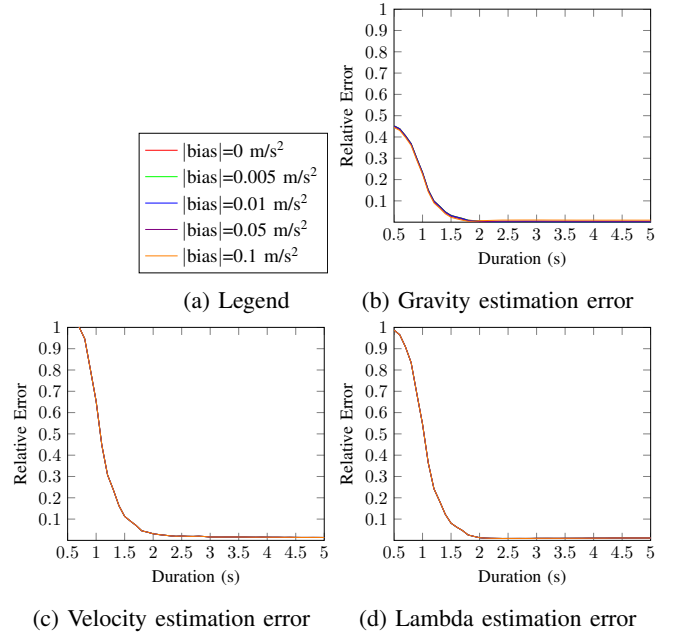 |bias|=0 m/s²
|bias|=0.005 m/s²
|bias|=0.01 m/s²
|bias|=0.05 m/s²
|bias|=0.1 m/s²
(a) Legend
1
0.9
0.8
0.7
0.6
0.5
0.4
0.3
0.2
0.1
Relative Error
0.5 1 1.5 2 2.5 3 3.5 4 4.5 5
Duration (s)
(b) Gravity estimation error
1
0.9
0.8
0.7
0.6
0.5
0.4
0.3
0.2
0.1
Relative Error
0.5 1 1.5 2 2.5 3 3.5 4 4.5 5
Duration (s)
(c) Velocity estimation error
1
0.9
0.8
0.7
0.6
0.5
0.4
0.3
0.2
0.1
Relative Error
0.5 1 1.5 2 2.5 3 3.5 4 4.5 5
Duration (s)
(d) Lambda estimation error